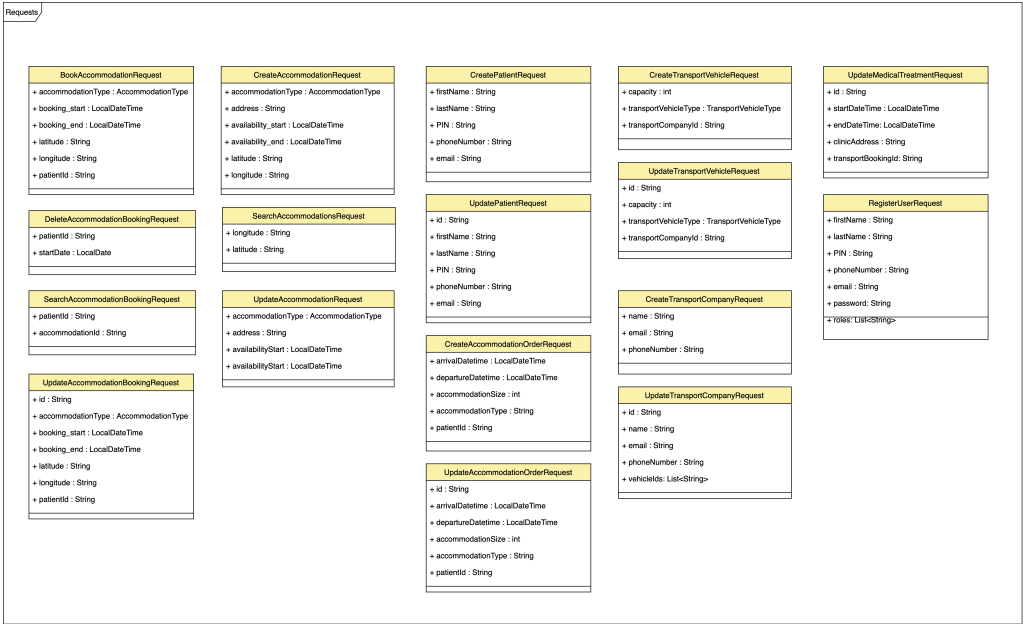 Requests
BookAccommodationRequest
+ accommodationType : AccommodationType
+ booking_start : LocalDateTime
+ booking_end : LocalDateTime
+ latitude : String
+ longitude : String
+ patientId : String
DeleteAccommodationBookingRequest
+ patientId : String
+ startDate : LocalDate
SearchAccommodationBookingRequest
+ patientId : String
+ accommodationId : String
UpdateAccommodationBookingRequest
+ id : String
+ accommodationType : AccommodationType
+ booking_start : LocalDateTime
+ booking_end : LocalDateTime
+ latitude : String
+ longitude : String
+ patientId : String
CreateAccommodationRequest
+ accommodationType : AccommodationType
+ address : String
+ availability_start : LocalDateTime
+ availability_end : LocalDateTime
+ latitude : String
+ longitude : String
SearchAccommodationsRequest
+ longitude : String
+ latitude : String
UpdateAccommodationRequest
+ accommodationType : AccommodationType
+ address : String
+ availabilityStart : LocalDateTime
+ availabilityStart : LocalDateTime
CreatePatientRequest
+ firstName : String
+ lastName : String
+ PIN : String
+ phoneNumber : String
+ email : String
UpdatePatientRequest
+ id : String
+ firstName : String
+ lastName : String
+ PIN : String
+ phoneNumber : String
+ email : String
CreateAccommodationOrderRequest
+ arrivalDatetime : LocalDateTime
+ departureDatetime : LocalDateTime
+ accommodationSize : int
+ accommodationType : String
+ patientId : String
UpdateAccommodationOrderRequest
+ id : String
+ arrivalDatetime : LocalDateTime
+ departureDatetime : LocalDateTime
+ accommodationSize : int
+ accommodationType : String
+ patientId : String
CreateTransportVehicleRequest
+ capacity : int
+ transportVehicleType : TransportVehicleType
+ transportCompanyId : String
UpdateTransportVehicleRequest
+ id : String
+ capacity : int
+ transportVehicleType : TransportVehicleType
+ transportCompanyId : String
CreateTransportCompanyRequest
+ name : String
+ email : String
+ phoneNumber : String
UpdateTransportCompanyRequest
+ id : String
+ name : String
+ email : String
+ phoneNumber : String
+ vehicleIds: List<String>
UpdateMedicalTreatmentRequest
+ id : String
+ startDateTime : LocalDateTime
+ endDateTime: LocalDateTime
+ clinicAddress : String
+ transportBookingId: String
RegisterUserRequest
+ firstName : String
+ lastName : String
+ PIN : String
+ phoneNumber : String
+ email : String
+ password: String
+ roles: List<String>